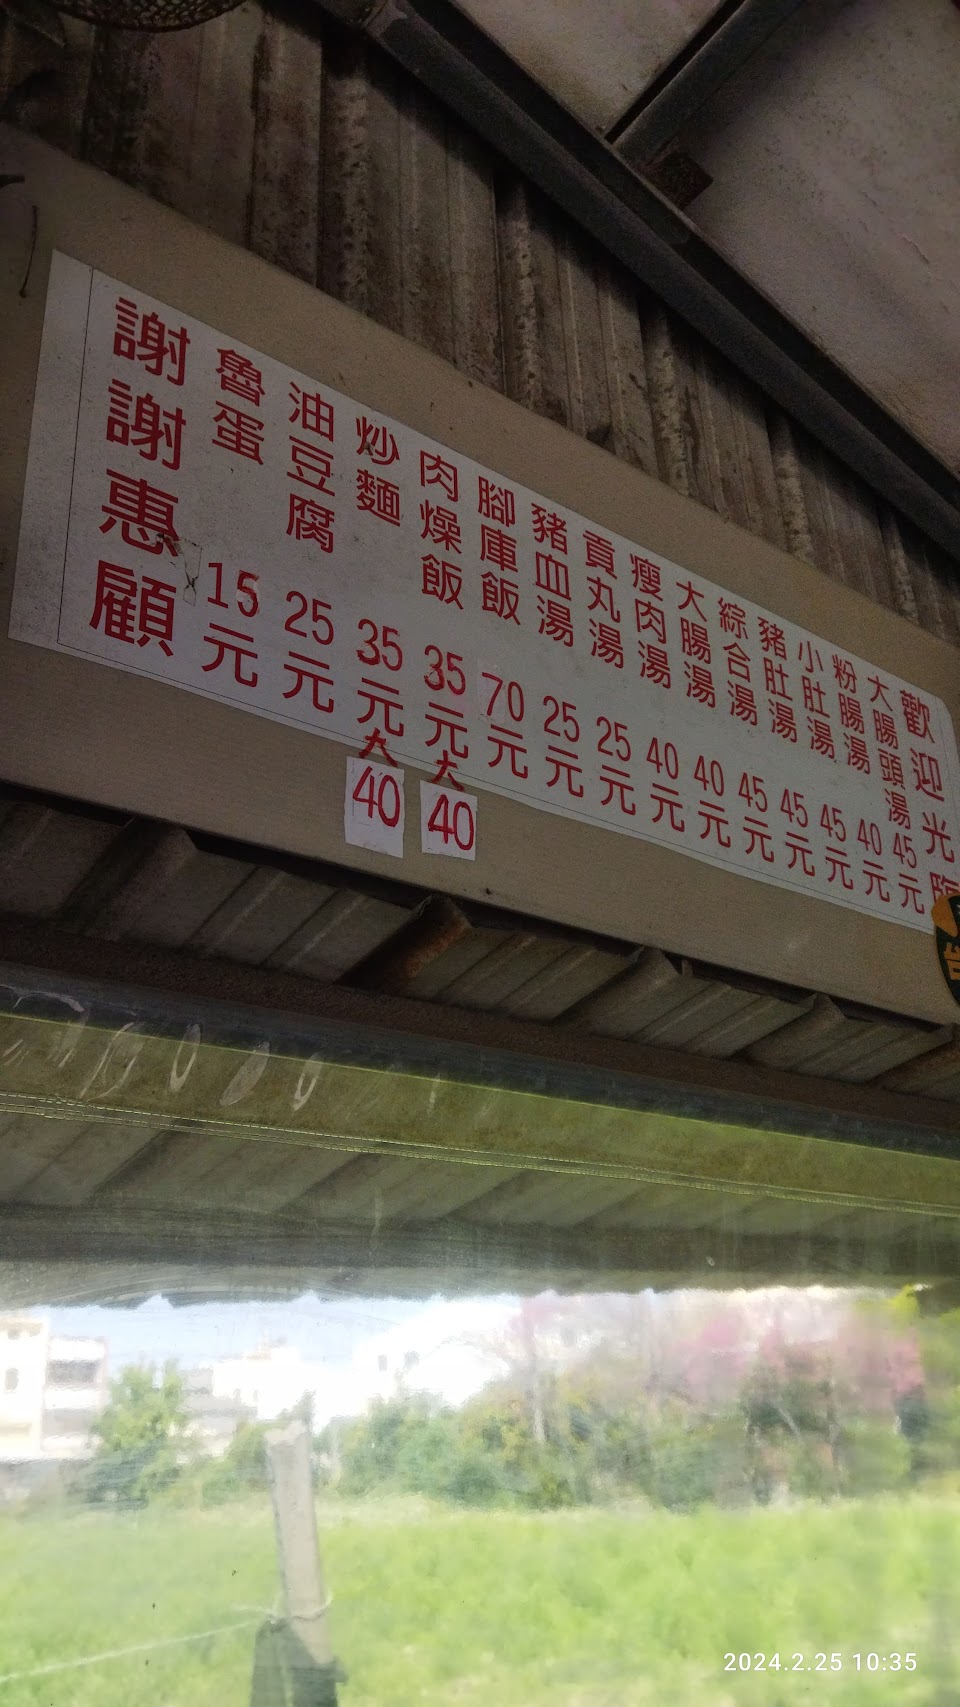 歡迎光臨
大腸頭湯 45元
粉腸湯 40元
小肚湯 45元
豬肚湯 45元
綜合湯 45元
大腸湯 40元
瘦肉湯 40元
貢丸湯 25元
豬血湯 25元
腳庫飯 70元
肉燥飯 35元大40
炒麵 35元大40
油豆腐 25元
魯蛋 15元
謝謝惠顧
2024.2.25 10:35